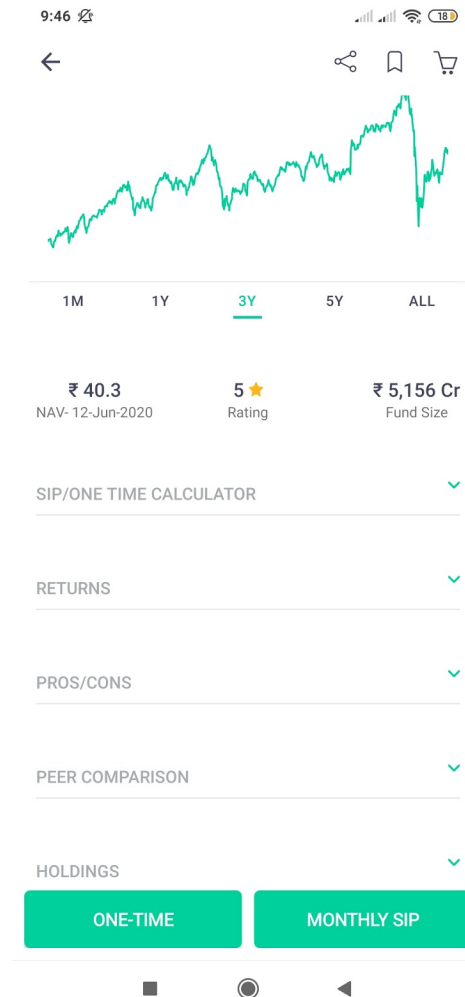 9:46
18
1M 1Y 3Y 5Y ALL
₹ 40.3 5 ₹ 5,156 Cr
NAV- 12-Jun-2020 Rating Fund Size
SIP/ONE TIME CALCULATOR
RETURNS
PROS/CONS
PEER COMPARISON
HOLDINGS
ONE-TIME MONTHLY SIP